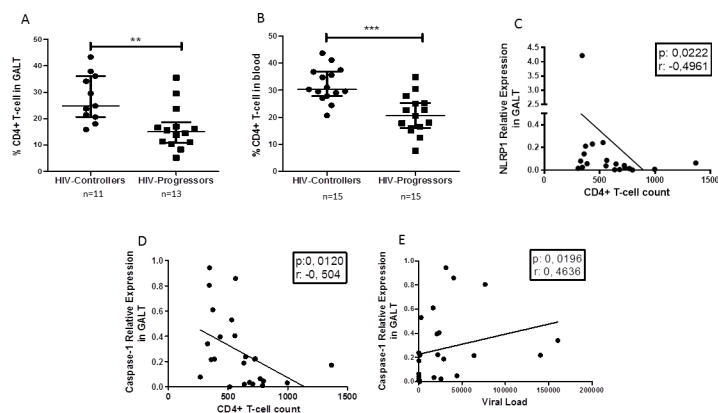 A
**
% CD4+ T-cell in GALT
50
40
30
20
10
0
HIV-Controllers HIV-Progressors
n=11 n=13
B
***
% CD4+ T-cell in blood
50
40
30
20
10
0
HIV-Controllers HIV-Progressors
n=15 n=15
C
p: 0,0222
r: -0,4961
NLRP1 Relative Expression
in GALT
4.5
4.0
3.5
3.0
2.5
0.4
0.2
0.0
0 500 1000 1500
CD4+ T-cell count
D
p:0, 0120
r: -0, 504
Caspase-1 Relative Expression
in GALT
1.0
0.8
0.6
0.4
0.2
0.0
0 500 1000 1500
CD4+ T-cell count
E
p: 0, 0196
r: 0, 4636
Caspase-1 Relative Expression
in GALT
1.0
0.8
0.6
0.4
0.2
0.0
0 50000 100000 150000 200000
Viral Load